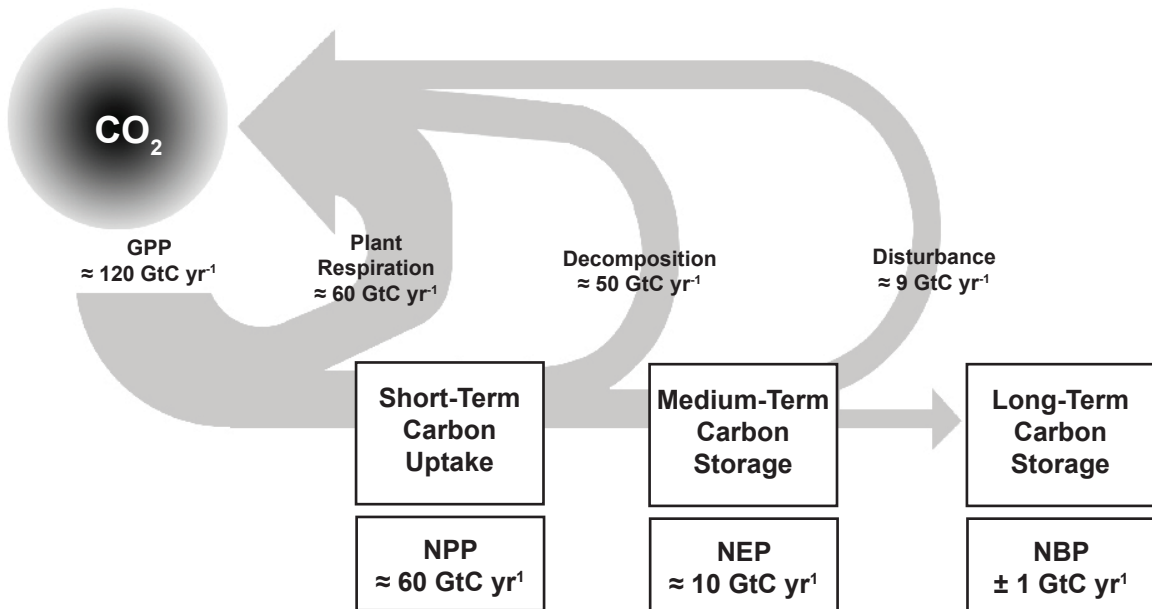 CO₂
GPP
≈ 120 GtC yr⁻¹
Plant
Respiration
≈ 60 GtC yr⁻¹
Decomposition
≈ 50 GtC yr⁻¹
Disturbance
≈ 9 GtC yr⁻¹
Short-Term
Carbon
Uptake
Medium-Term
Carbon
Storage
Long-Term
Carbon
Storage
NPP
≈ 60 GtC yr¹
NEP
≈ 10 GtC yr¹
NBP
± 1 GtC yr¹